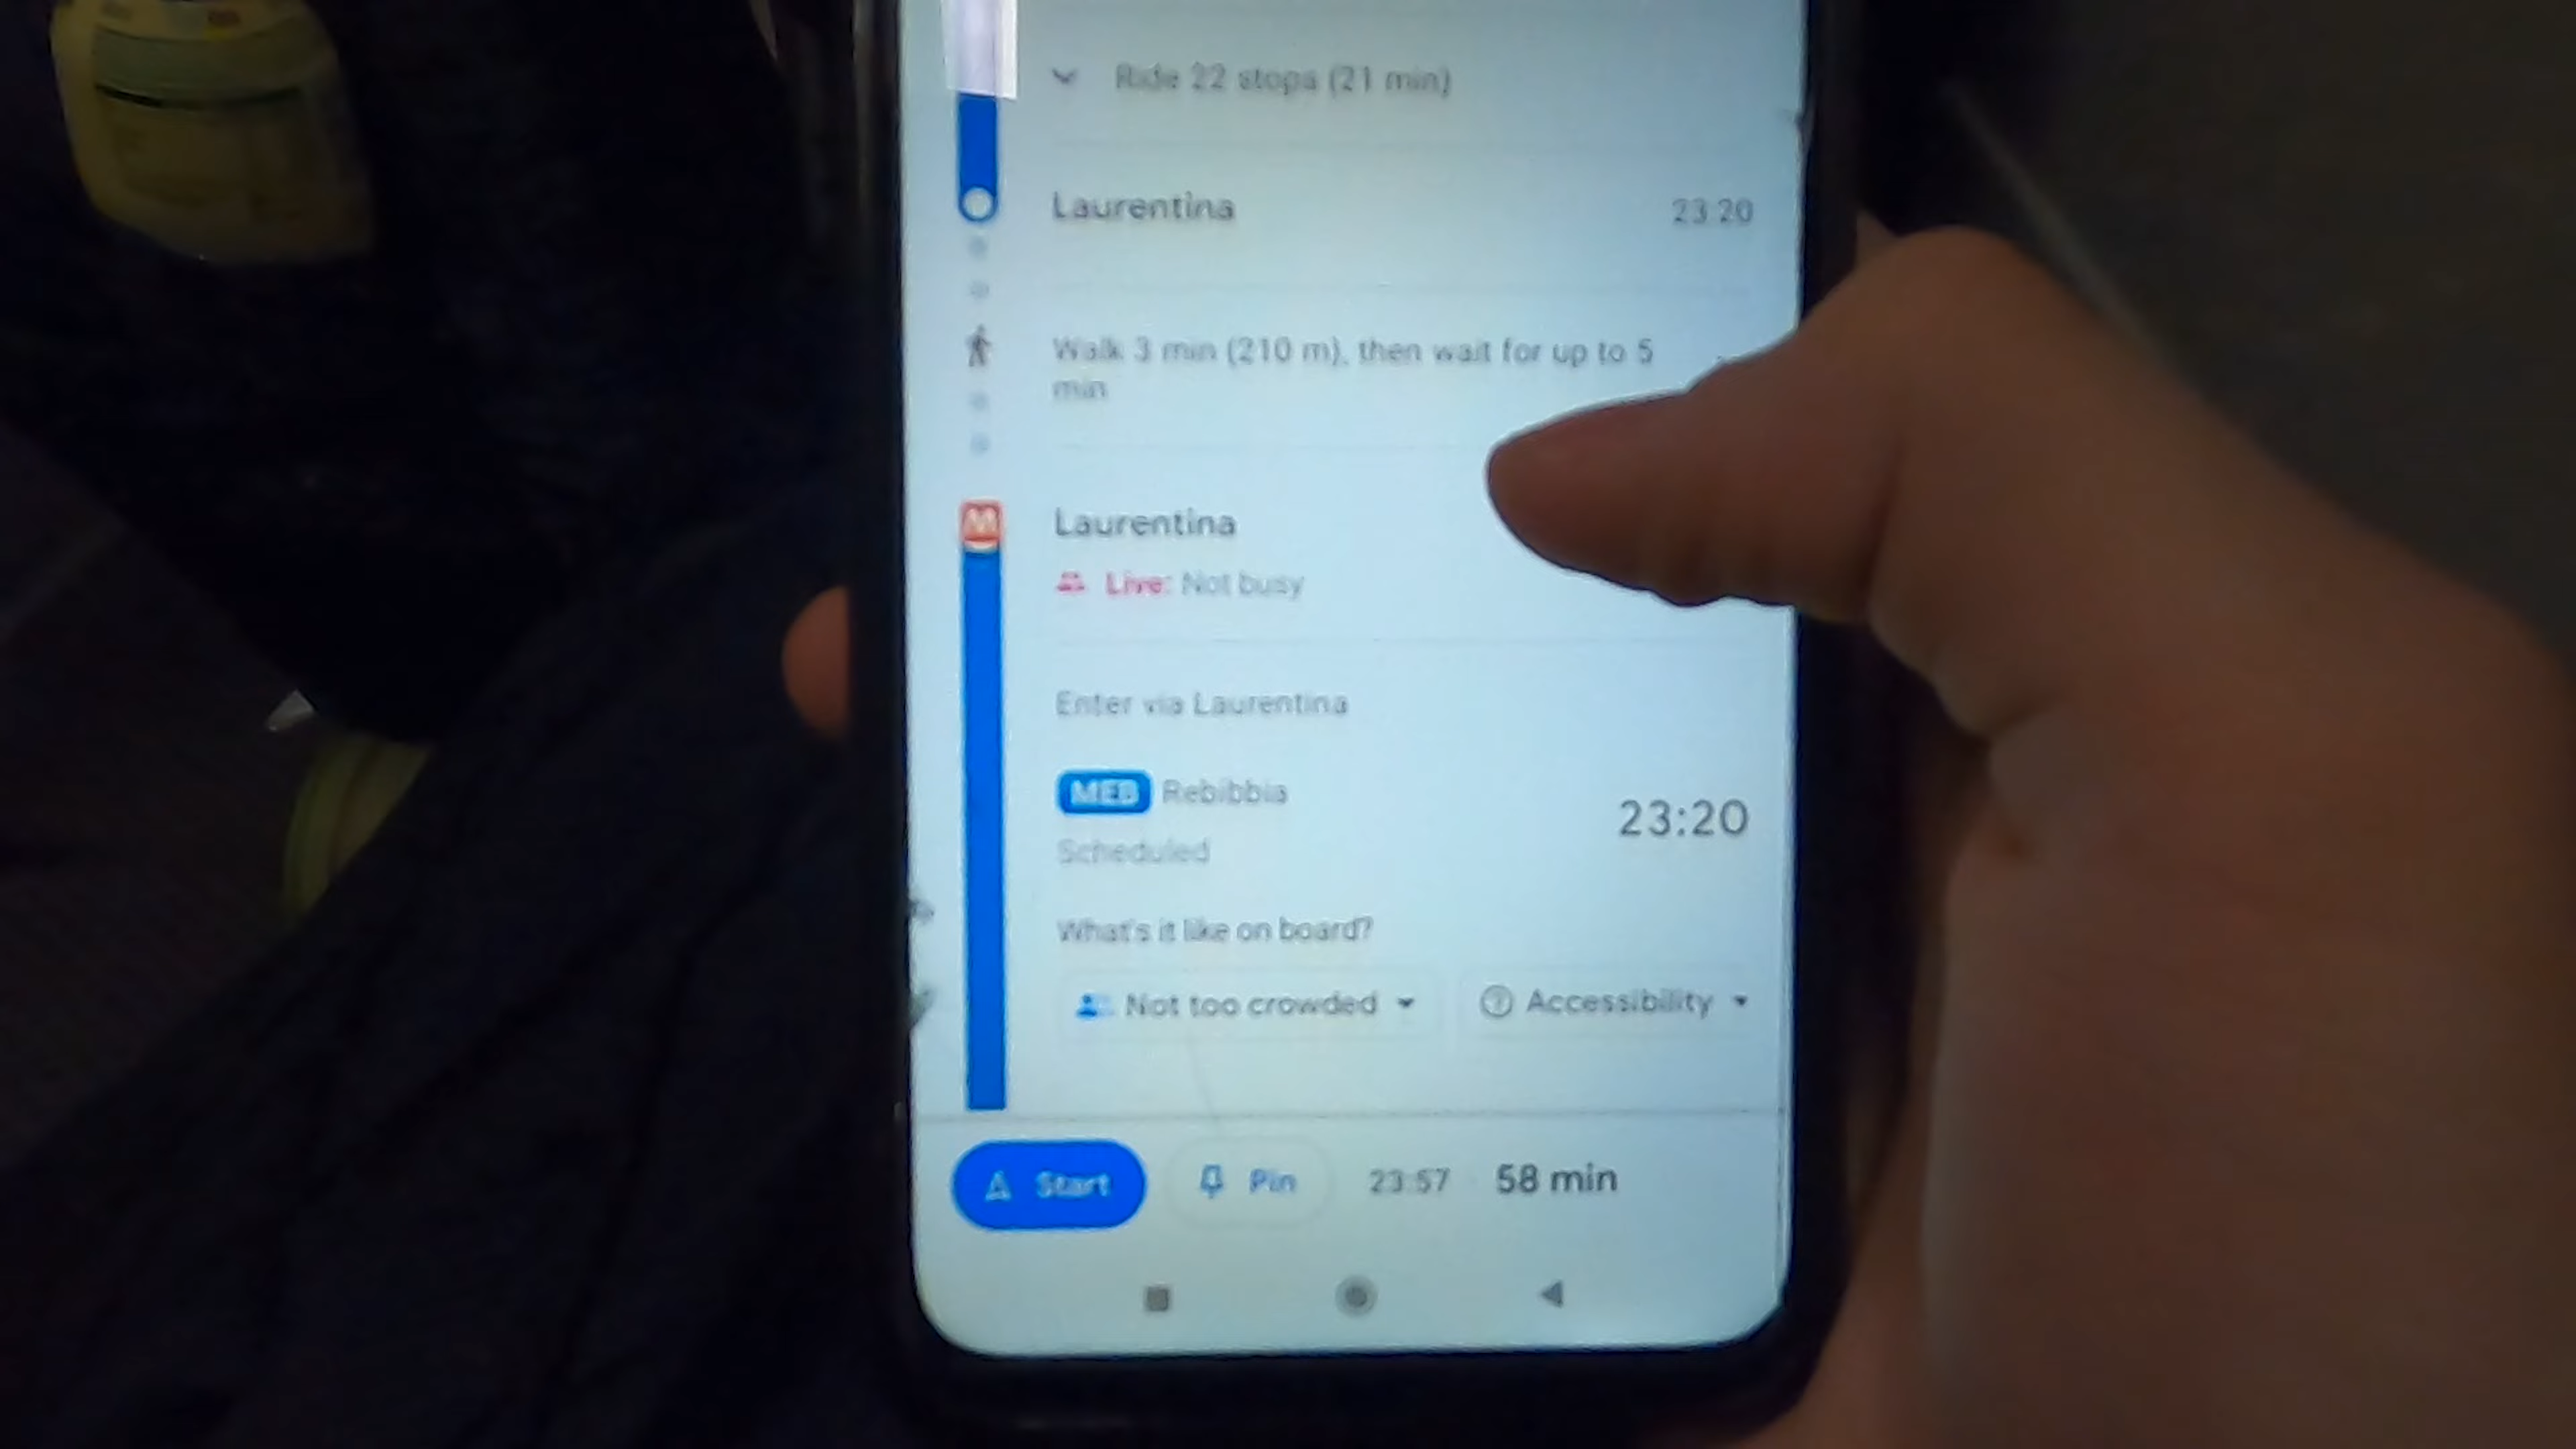 Ride 22 stops (21 min)
Laurentina 23:20
Walk 3 min (210 m), then wait for up to 5
min
M
Laurentina
Live: Not busy
Enter via Laurentina
MEB Rebibbia
23:20
Scheduled
What's it like on board?
Not too crowded
Accessibility
Start Pin 23:57 58 min